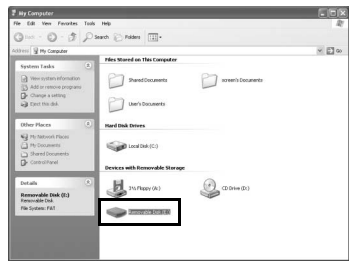 My Computer
File Edit View Favorites Tools Help
Back Search Folders
Address My Computer Go
System Tasks
View system information
Add or remove programs
Change a setting
Eject this disk
Other Places
My Network Places
My Documents
Shared Documents
Control Panel
Details
Removable Disk (E:)
Removable Disk
File System: FAT
Files Stored on This Computer
Shared Documents
screen's Documents
User's Documents
Hard Disk Drives
Local Disk (C:)
Devices with Removable Storage
3½ Floppy (A:)
CD Drive (D:)
Removable Disk (E:)